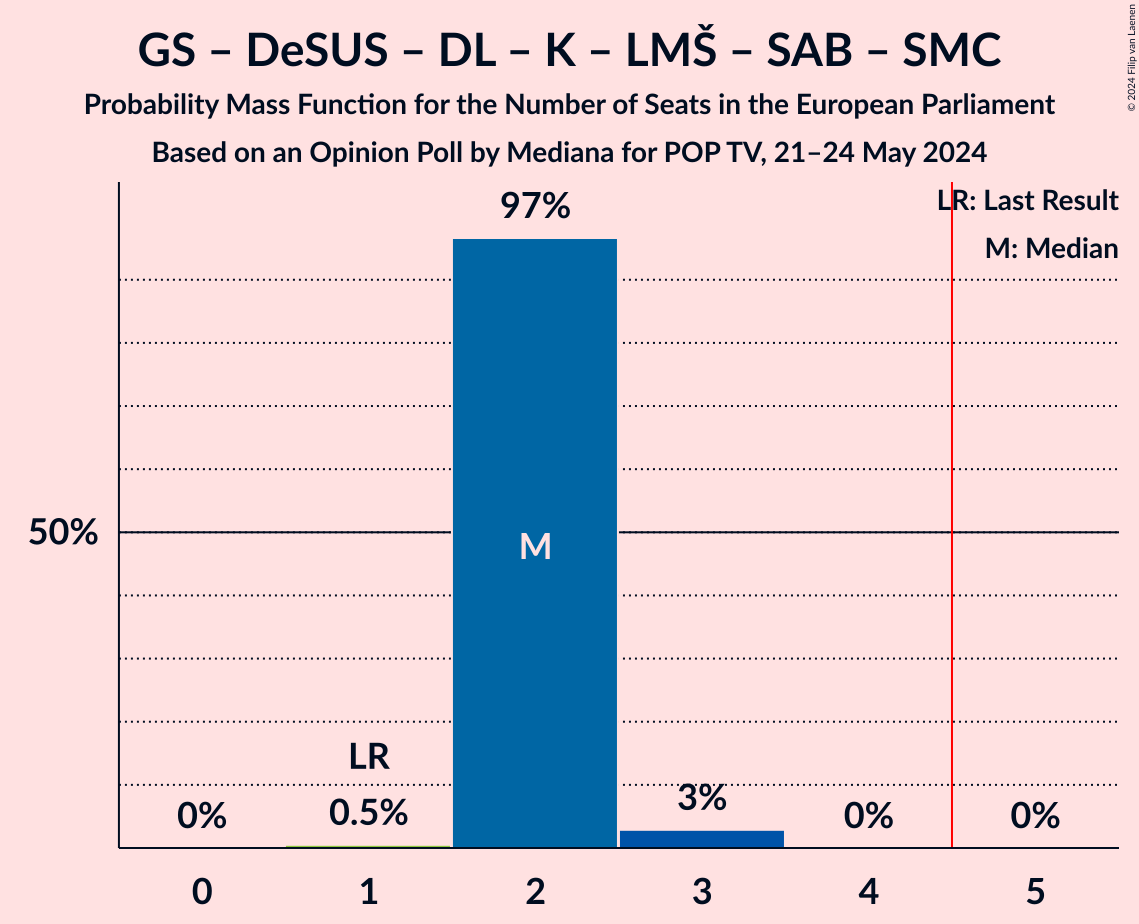 GS – DeSUS – DL – K – LMŠ – SAB – SMC
Probability Mass Function for the Number of Seats in the European Parliament
Based on an Opinion Poll by Mediana for POP TV, 21–24 May 2024
© 2024 Filip van Laenen
LR: Last Result
M: Median
97%
50%
M
LR
0%
0.5%
3%
0%
0%
0 1 2 3 4 5